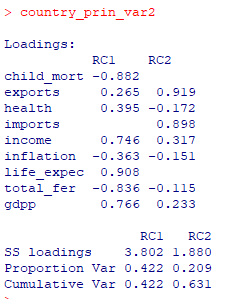 > country_prin_var2
Loadings:
RC1 RC2
child_mort -0.882
exports 0.265 0.919
health 0.395 -0.172
imports 0.898
income 0.746 0.317
inflation -0.363 -0.151
life_expec 0.908
total_fer -0.836 -0.115
gdpp 0.766 0.233
RC1 RC2
SS loadings 3.802 1.880
Proportion Var 0.422 0.209
Cumulative Var 0.422 0.631